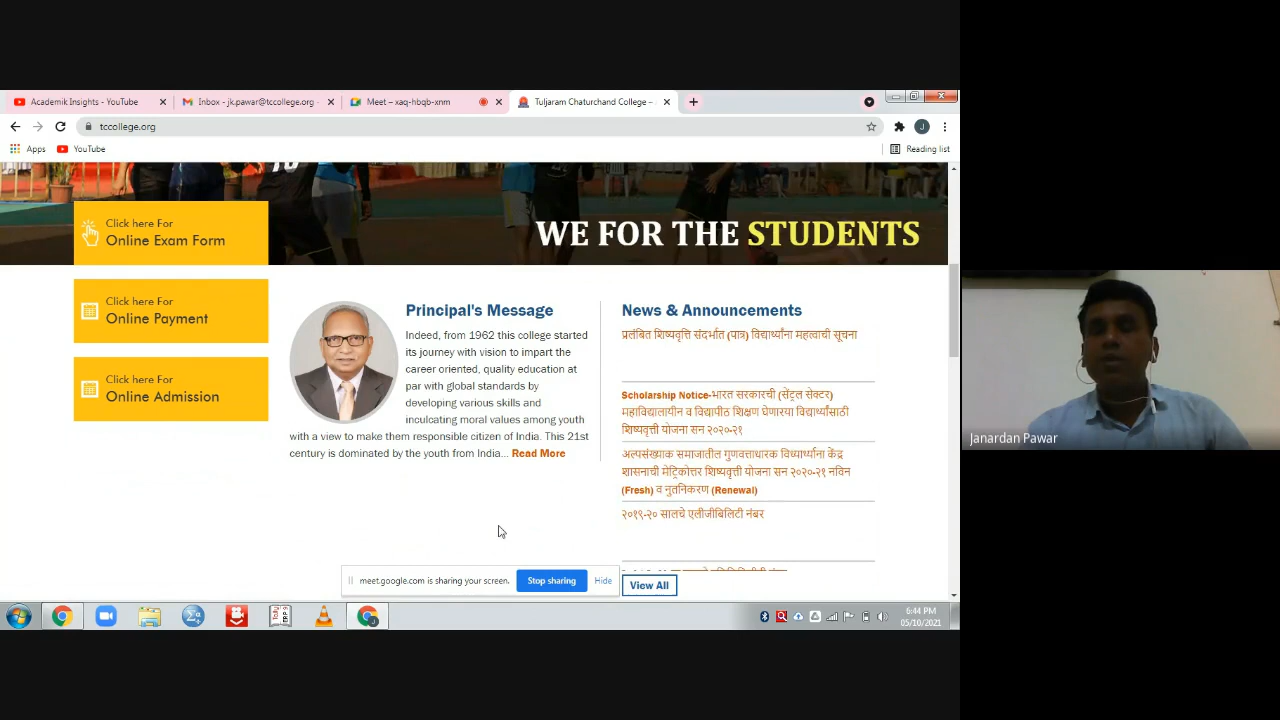 Academik Insights - YouTube
Inbox - jk.pawar@tccollege.org
Meet – xaq-hbqb-xnm
Tuljaram Chaturchand College –
tccollege.org
Apps
YouTube
Reading list
Click here For
Online Exam Form
WE FOR THE STUDENTS
Click here For
Online Payment
Click here For
Online Admission
Principal's Message
Indeed, from 1962 this college started
its journey with vision to impart the
career oriented, quality education at
par with global standards by
developing various skills and
inculcating moral values among youth
with a view to make them responsible citizen of India. This 21st
century is dominated by the youth from India... Read More
News & Announcements
प्रलंबित शिष्यवृत्ति संदर्भात (पात्र) विद्यार्थ्यांना महत्वाची सूचना
Scholarship Notice-भारत सरकारची (सेंट्रल सेक्टर)
महाविद्यालायीन व विद्यापीठ शिक्षण घेणारया विद्यार्थ्यांसाठी
शिष्यवृत्ती योजना सन २०२०-२१
अल्पसंख्याक समाजातील गुणवत्ताधारक विध्यार्थ्यांना केंद्र
शासनाची मेट्रिकोत्तर शिष्यवृत्ती योजना सन २०२०-२१ नविन
(Fresh) व नुतनिकरण (Renewal)
२०१९-२० सालचे एलीजीबिलिटी नंबर
View All
meet.google.com is sharing your screen.
Stop sharing
Hide
6:44 PM
05/10/2021
Janardan Pawar